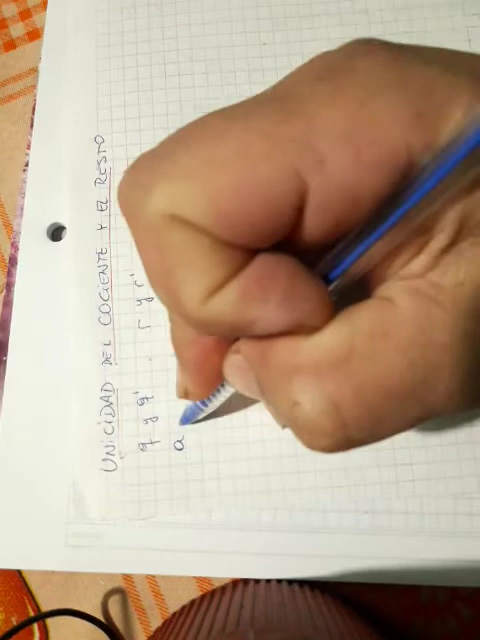 UNICIDAD DEL COCIENTE Y EL RESTO
q y q' . r y r'
a